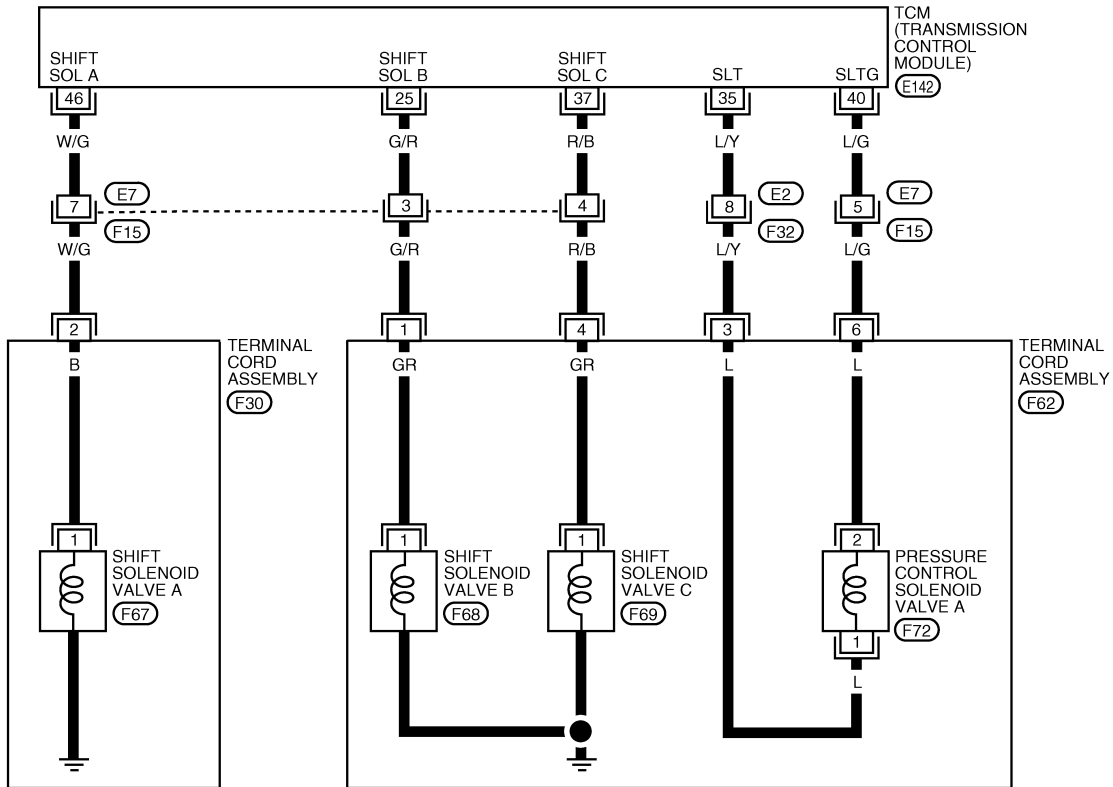 TCM
(TRANSMISSION
CONTROL
MODULE)
E142
SHIFT
SOL A
SHIFT
SOL B
SHIFT
SOL C
SLT
SLTG
46
25
37
35
40
W/G
G/R
R/B
L/Y
L/G
7
E7
F15
3
4
8
E2
F32
5
E7
F15
W/G
G/R
R/B
L/Y
L/G
2
1
4
3
6
TERMINAL
CORD
ASSEMBLY
F30
TERMINAL
CORD
ASSEMBLY
F62
B
GR
GR
L
L
1
SHIFT
SOLENOID
VALVE A
F67
1
SHIFT
SOLENOID
VALVE B
F68
1
SHIFT
SOLENOID
VALVE C
F69
2
PRESSURE
CONTROL
SOLENOID
VALVE A
F72
1
L